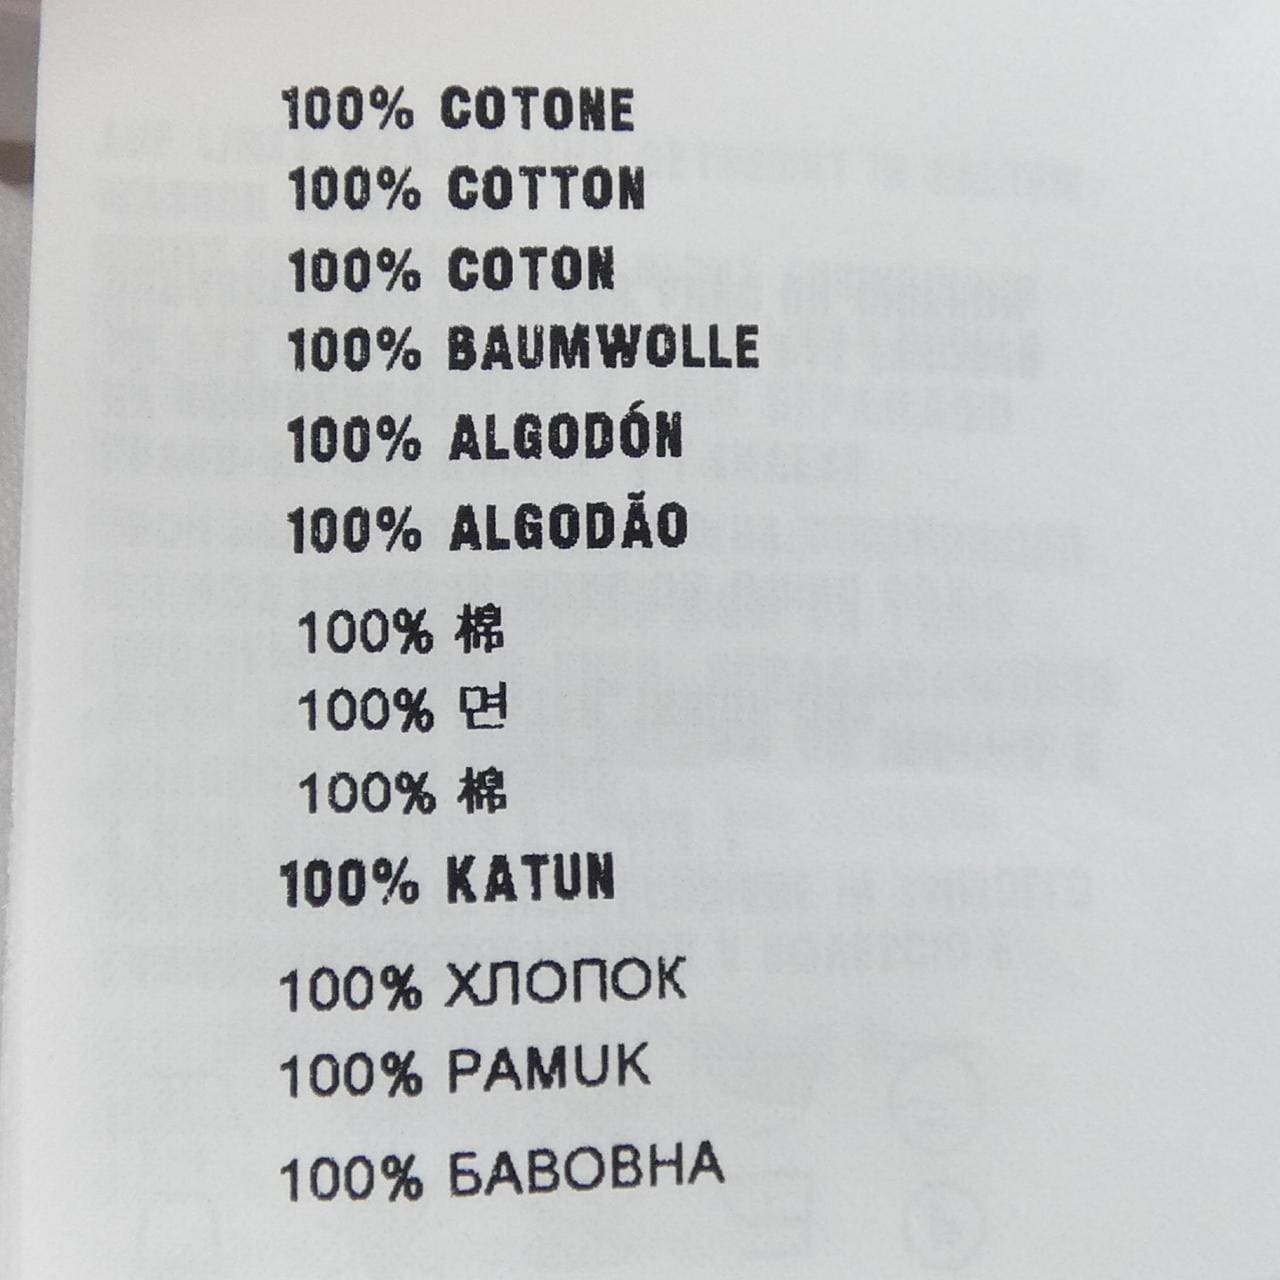 100% COTONE
100% COTTON
100% COTON
100% BAUMWOLLE
100% ALGODÓN
100% ALGODÃO
100% 棉
100% 면
100% 棉
100% KATUN
100% ХЛОПОК
100% PAMUK
100% БАВОВНА